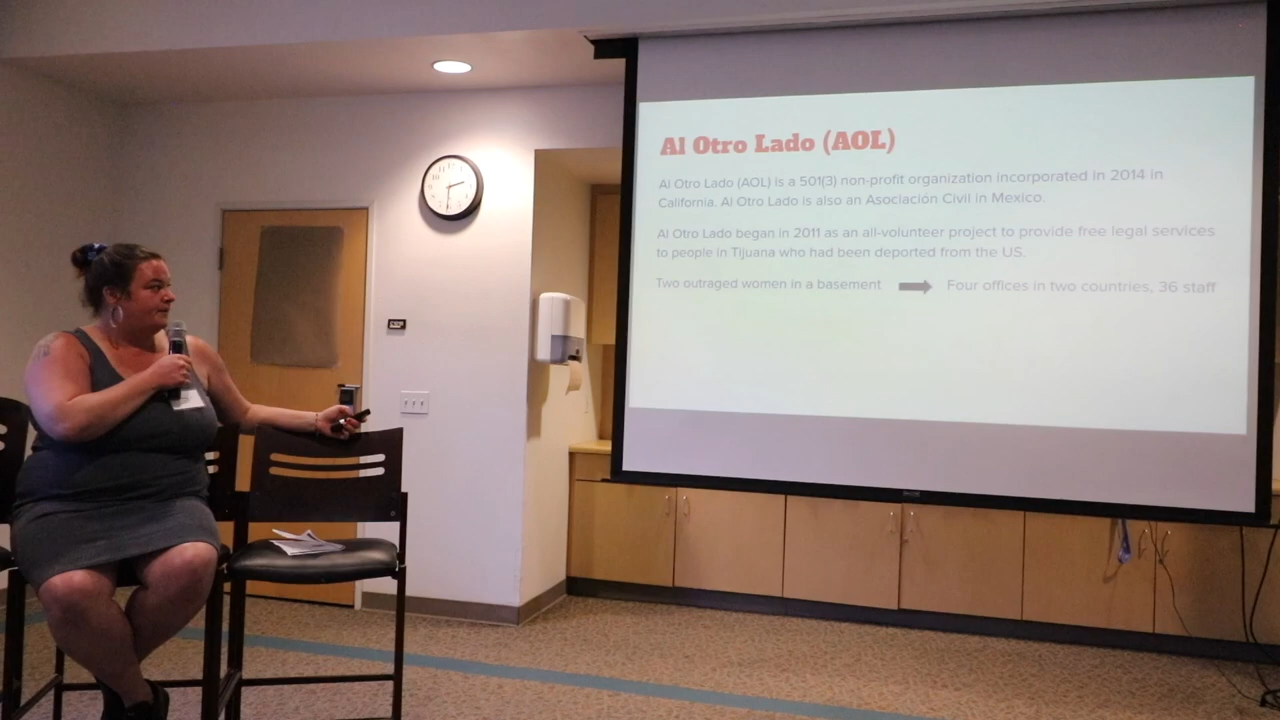 Al Otro Lado (AOL)
Al Otro Lado (AOL) is a 501(3) non-profit organization incorporated in 2014 in
California. Al Otro Lado is also an Asociación Civil in Mexico.
Al Otro Lado began in 2011 as an all-volunteer project to provide free legal services
to people in Tijuana who had been deported from the US.
Two outraged women in a basement Four offices in two countries, 36 staff